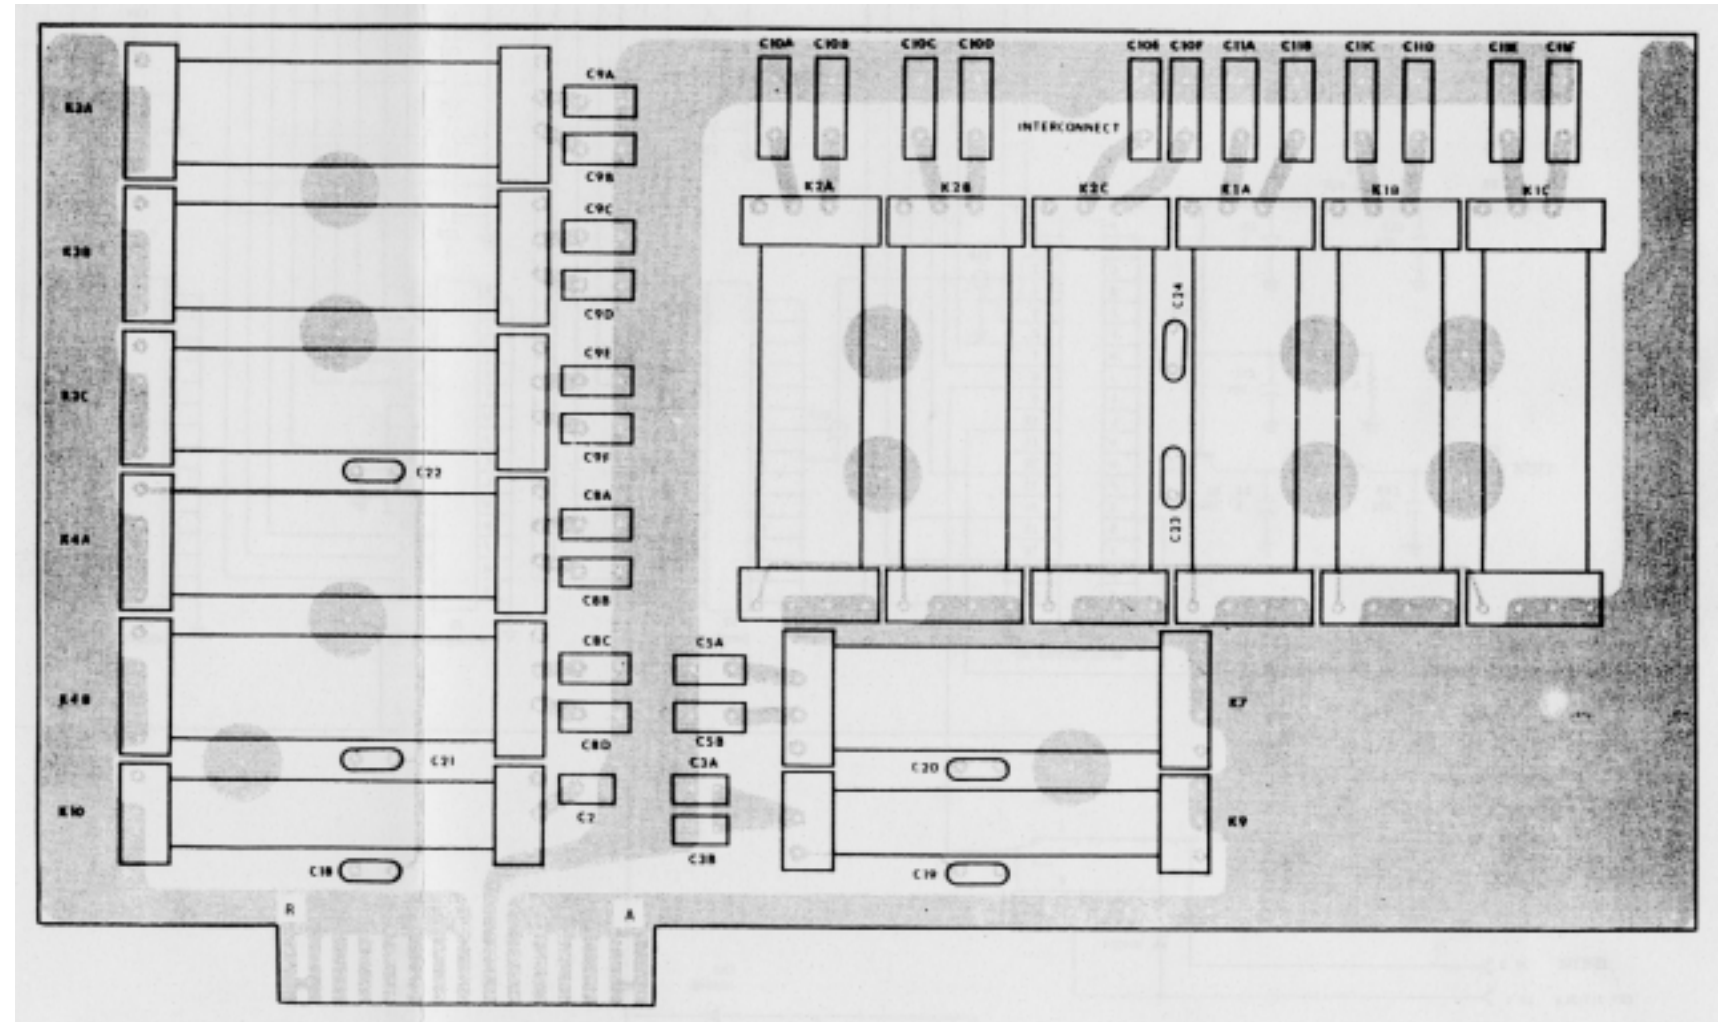 C10A C10B C10C C10D C10E C10F C11A C11B C11C C11D C11E C11F
INTERCONNECT
K2A K2B K2C K1A K1B K1C
K3A
C9A
C9B
K3B
C9C
C9D
K3C
C9E
C9F
C22
C24
C23
K4A
C8A
C8B
K4B
C8C
C8D
C5A
C5B
K7
C21
C20
K10
C2
C3A
C3B
K9
C18
C19
R
A